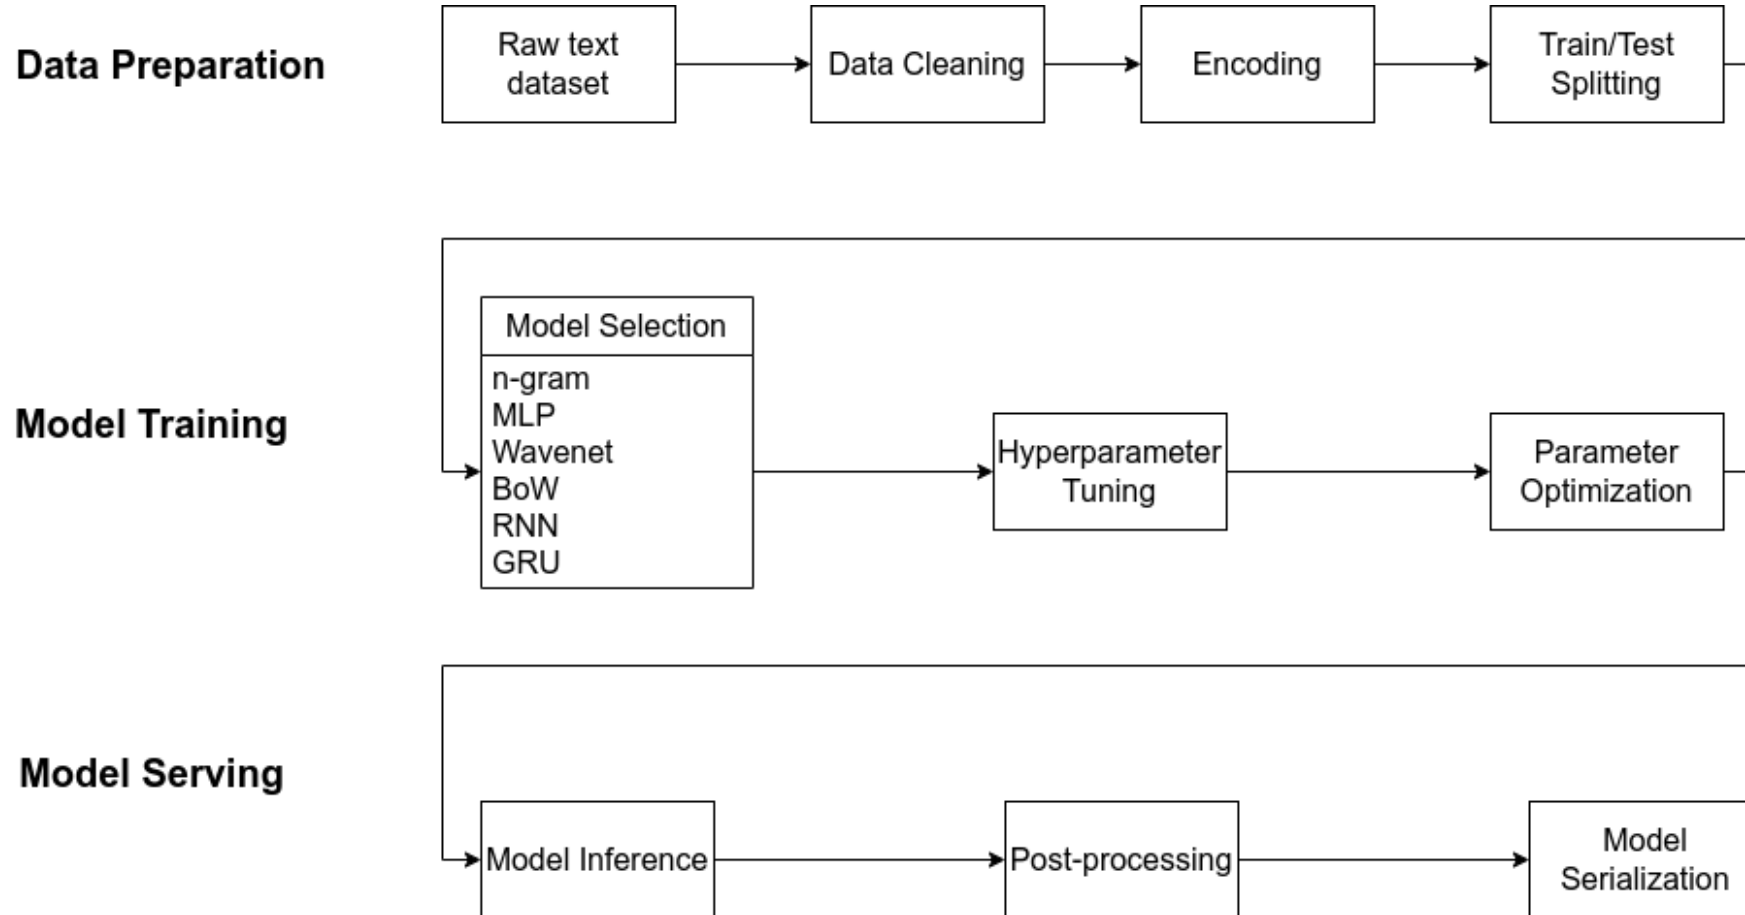 Data Preparation
Raw text
dataset
Data Cleaning
Encoding
Train/Test
Splitting
Model Training
Model Selection
n-gram
MLP
Wavenet
BoW
RNN
GRU
Hyperparameter
Tuning
Parameter
Optimization
Model Serving
Model Inference
Post-processing
Model
Serialization